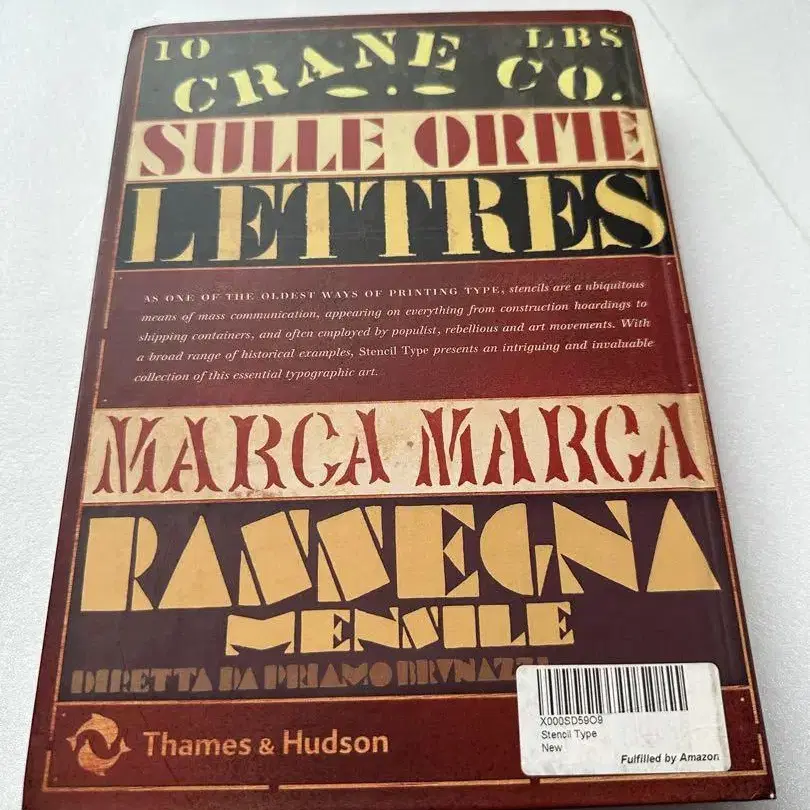 10 CRANE CO. LBS
SULLE ORME
LETTRES
AS ONE OF THE OLDEST WAYS OF PRINTING TYPE, stencils are a ubiquitous
means of mass communication, appearing on everything from construction hoardings to
shipping containers, and often employed by populist, rebellious and art movements. With
a broad range of historical examples, Stencil Type presents an intriguing and invaluable
collection of this essential typographic art.
MARCA MARCA
RASSEGNA
MENSILE
DIRETTA DA PRIAMO BRVNAZZI
Thames & Hudson
X000SD59O9
Stencil Type
New
Fulfilled by Amazon